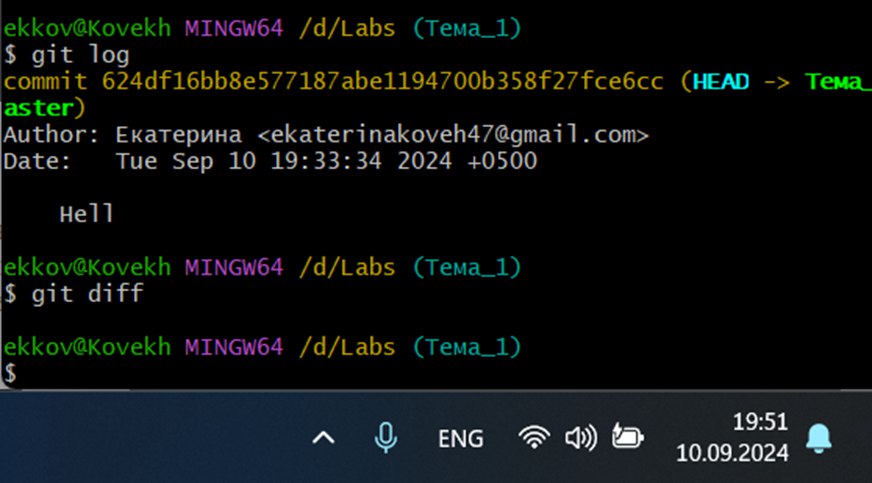 ekkov@Kovekh MINGW64 /d/Labs (Тема_1)
$ git log
commit 624df16bb8e577187abe1194700b358f27fce6cc (HEAD -> Тема_
aster)
Author: Екатерина <ekaterinakoveh47@gmail.com>
Date:   Tue Sep 10 19:33:34 2024 +0500
Hell
ekkov@Kovekh MINGW64 /d/Labs (Тема_1)
$ git diff
ekkov@Kovekh MINGW64 /d/Labs (Тема_1)
$
ENG
19:51
10.09.2024